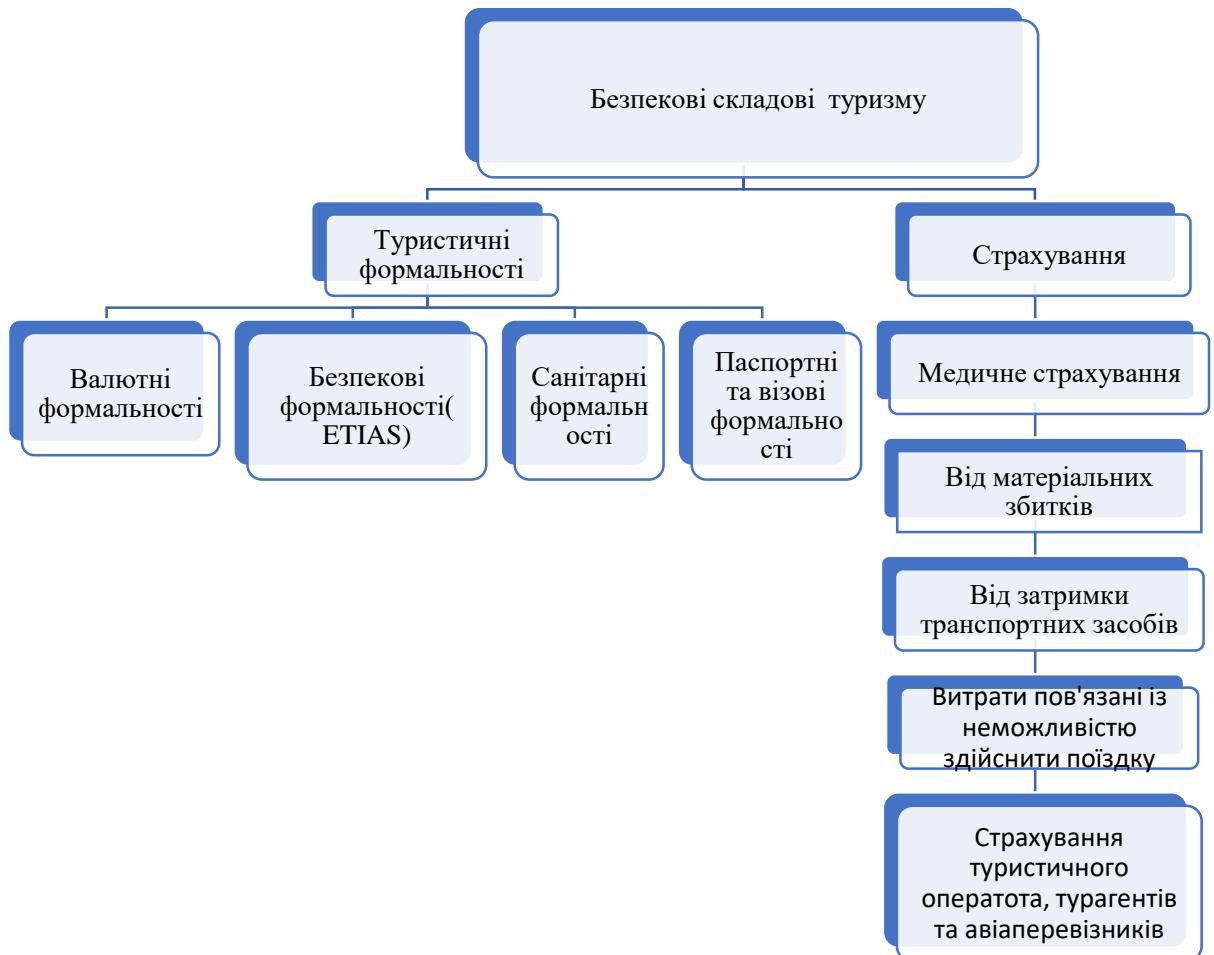 Безпекові складові туризму
Туристичні
формальності
Страхування
Валютні
формальності
Безпекові
формальності(
ETIAS)
Санітарні
формальн
ості
Паспортні
та візові
формально
сті
Медичне страхування
Від матеріальних
збитків
Від затримки
транспортних засобів
Витрати пов'язані із
неможливістю
здійснити поїздку
Страхування
туристичного
оператота, турагентів
та авіаперевізників